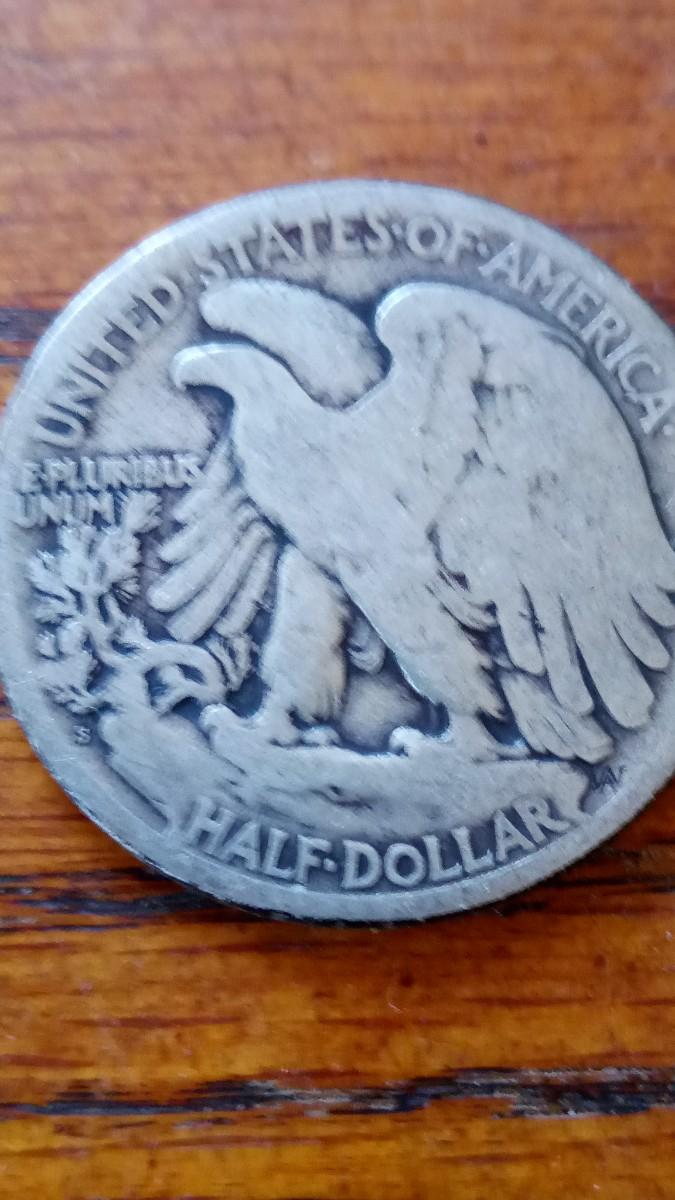 UNITED STATES·OF·AMERICA·
E·PLURIBUS
UNUM
S
HALF·DOLLAR